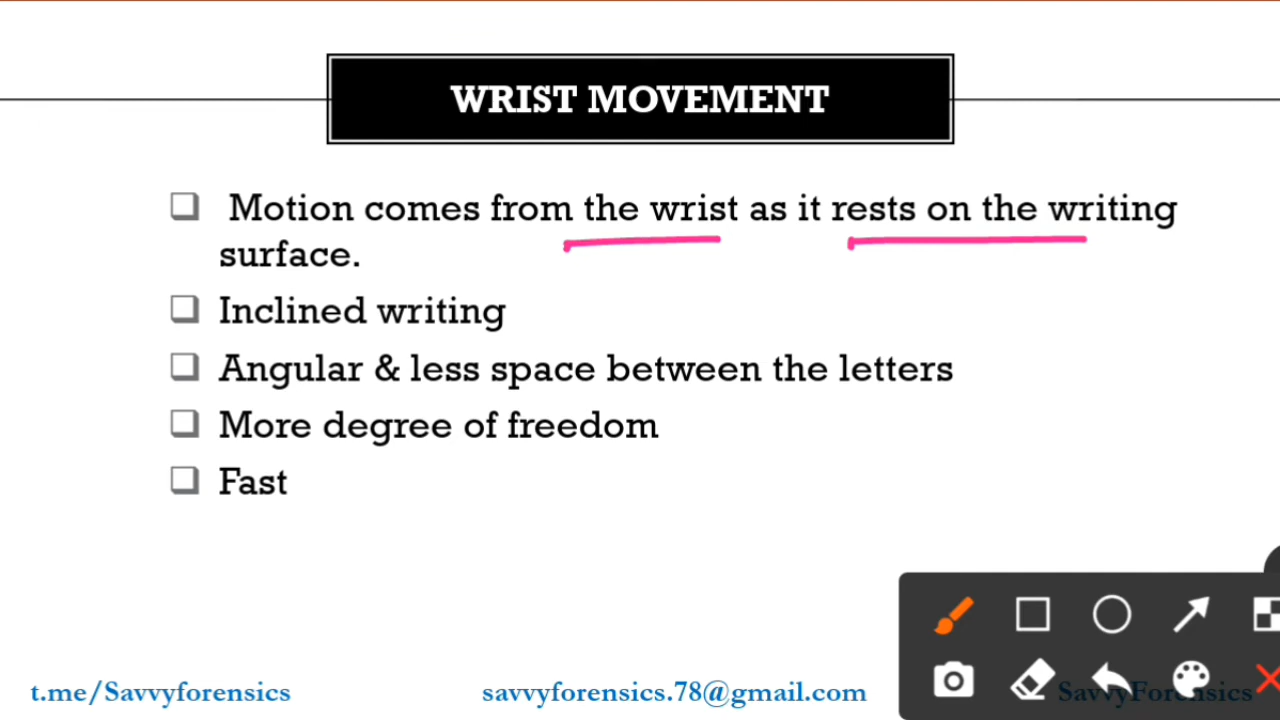 WRIST MOVEMENT
Motion comes from the wrist as it rests on the writing
surface.
Inclined writing
Angular & less space between the letters
More degree of freedom
Fast
t.me/Savvyforensics
savvyforensics.78@gmail.com
SavvyForensics